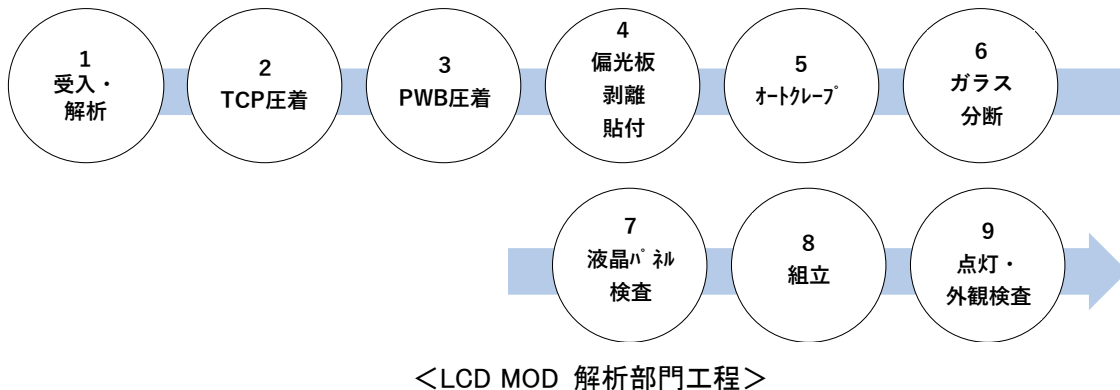 1
受入・
解析
2
TCP圧着
3
PWB圧着
4
偏光板
剥離
貼付
5
ｵｰﾄｸﾚｰﾌﾞ
6
ガラス
分断
7
液晶ﾊﾟﾈﾙ
検査
8
組立
9
点灯・
外観検査
＜LCD MOD 解析部門工程＞